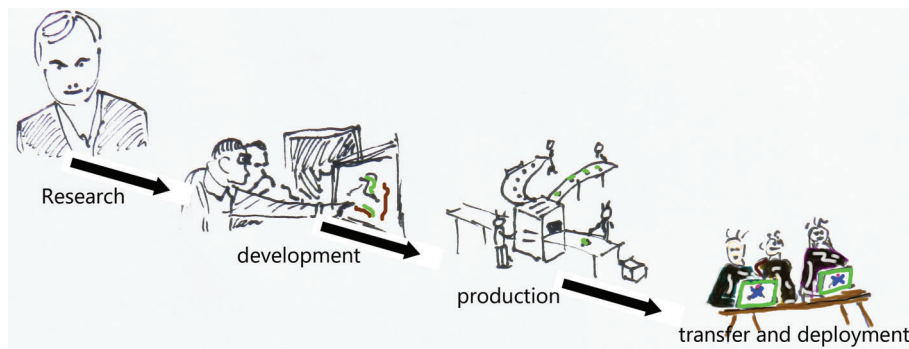 Research
development
production
transfer and deployment